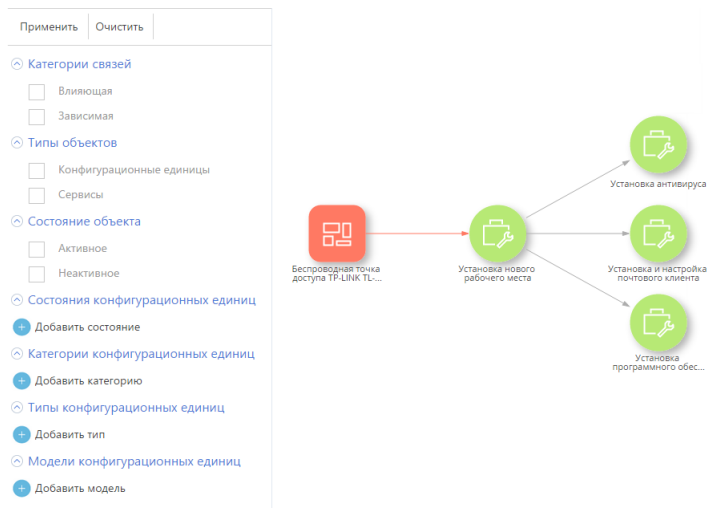 Применить
Очистить
Категории связей
Влияющая
Зависимая
Типы объектов
Конфигурационные единицы
Сервисы
Состояние объекта
Активное
Неактивное
Состояния конфигурационных единиц
Добавить состояние
Категории конфигурационных единиц
Добавить категорию
Типы конфигурационных единиц
Добавить тип
Модели конфигурационных единиц
Добавить модель
Беспроводная точка
доступа TP-LINK TL-...
Установка нового
рабочего места
Установка антивируса
Установка и настройка
почтового клиента
Установка
программного обес...